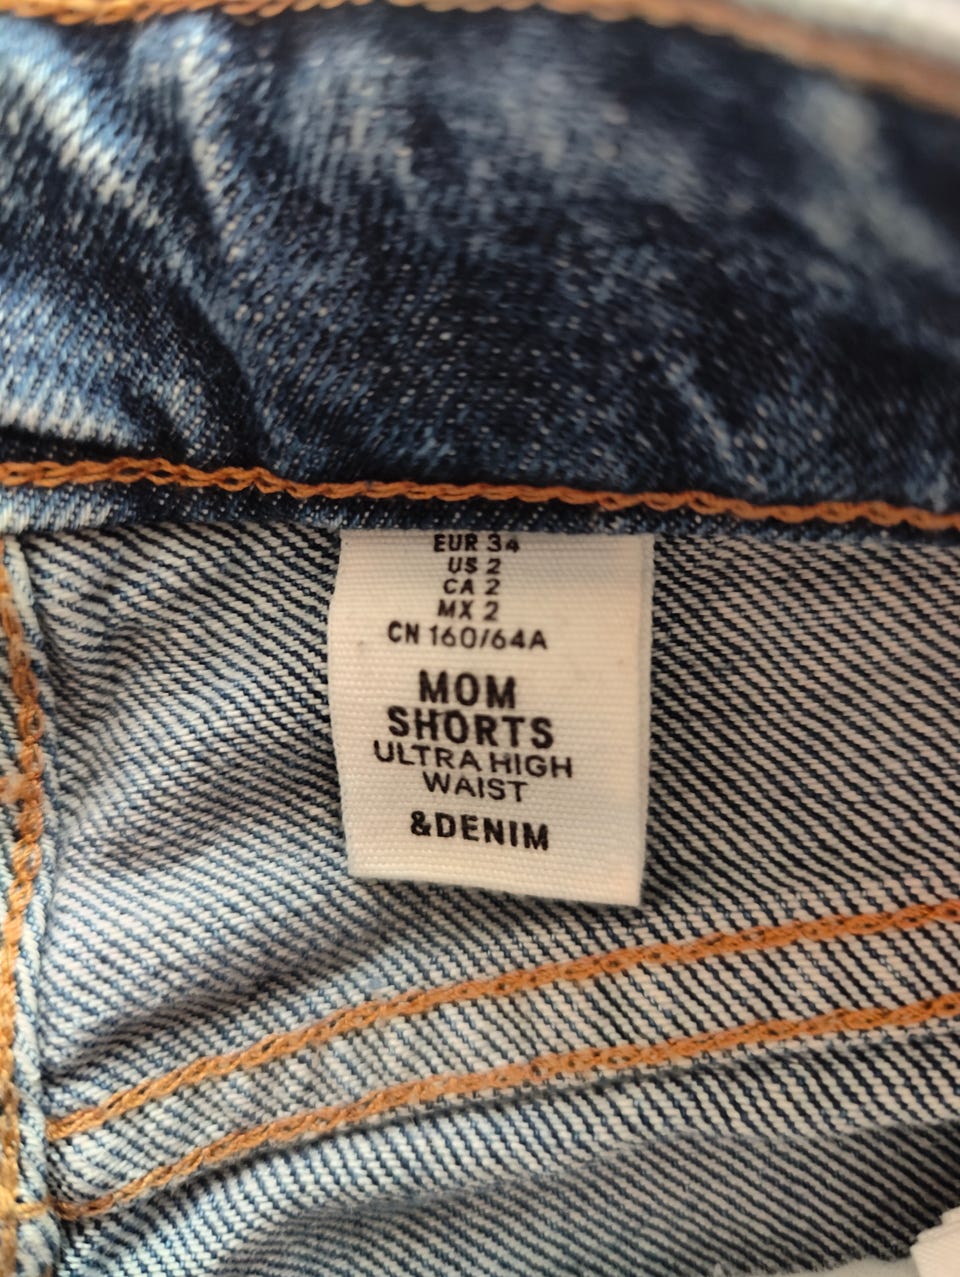 EUR 34
US 2
CA 2
MX 2
CN 160/64A
MOM
SHORTS
ULTRA HIGH
WAIST
&DENIM